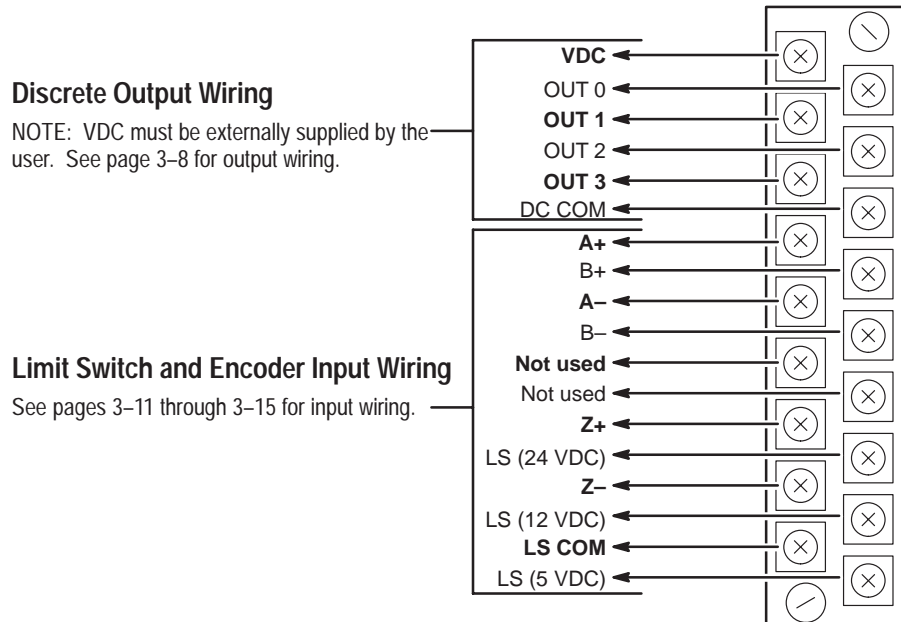 Discrete Output Wiring
NOTE: VDC must be externally supplied by the
user. See page 3–8 for output wiring.
VDC
OUT 0
OUT 1
OUT 2
OUT 3
DC COM
Limit Switch and Encoder Input Wiring
See pages 3–11 through 3–15 for input wiring.
A+
B+
A–
B–
Not used
Not used
Z+
LS (24 VDC)
Z–
LS (12 VDC)
LS COM
LS (5 VDC)